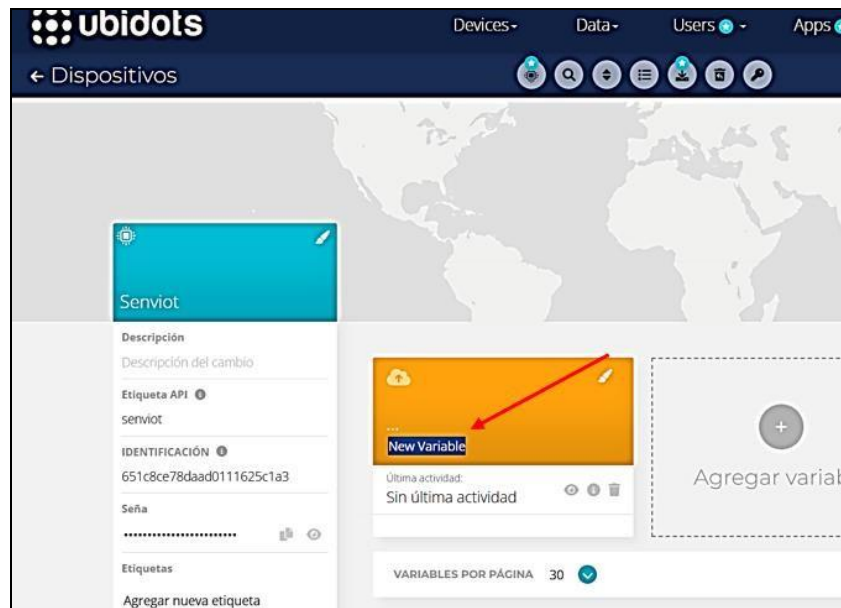 ubidots
Devices Data Users Apps
← Dispositivos
Senviot
Descripción
Descripción del cambio
Etiqueta API
senviot
IDENTIFICACIÓN
651c8ce78daad0111625c1a3
Seña
························
Etiquetas
Agregar nueva etiqueta
...
New Variable
Última actividad:
Sin última actividad
Agregar variab
VARIABLES POR PÁGINA 30